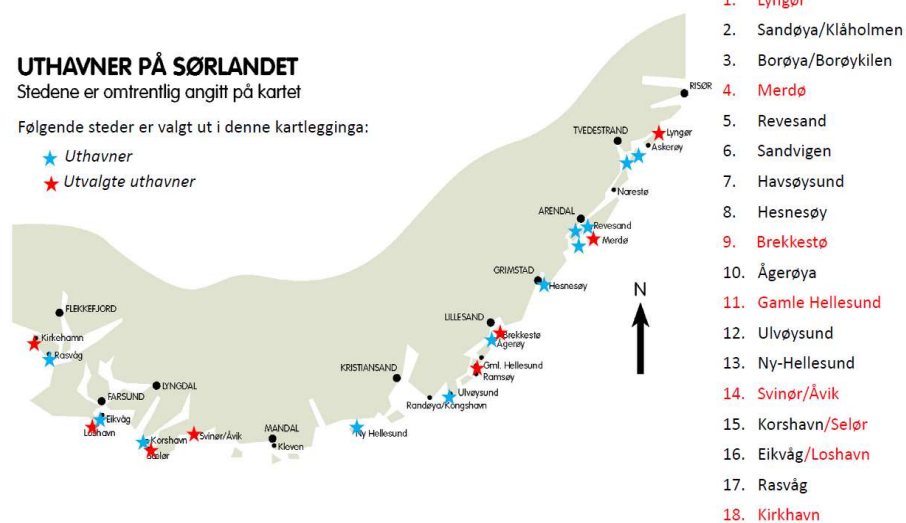 UTHAVNER PÅ SØRLANDET
Stedene er omtrentlig angitt på kartet
Følgende steder er valgt ut i denne kartlegginga:
Uthavner
Utvalgte uthavner
RISØR
TVEDESTRAND
Lyngør
Askerøy
Narestø
ARENDAL
Revesand
Merdø
GRIMSTAD
Hesnesøy
N
LILLESAND
Brekkestø
Ågerøy
Gml. Hellesund
Ramsøy
KRISTIANSAND
Ulvøysund
Randøya/Kongshavn
Ny Hellesund
MANDAL
Kleven
Svinør/Åvik
FLEKKEFJORD
Kirkehamn
Rasvåg
LYNGDAL
FARSUND
Eikvåg
Loshavn
Korshavn
Sælør
1. Lyngør
2. Sandøya/Klåholmen
3. Borøya/Borøykilen
4. Merdø
5. Revesand
6. Sandvigen
7. Havsøysund
8. Hesnesøy
9. Brekkestø
10. Ågerøya
11. Gamle Hellesund
12. Ulvøysund
13. Ny-Hellesund
14. Svinør/Åvik
15. Korshavn/Selør
16. Eikvåg/Loshavn
17. Rasvåg
18. Kirkhavn